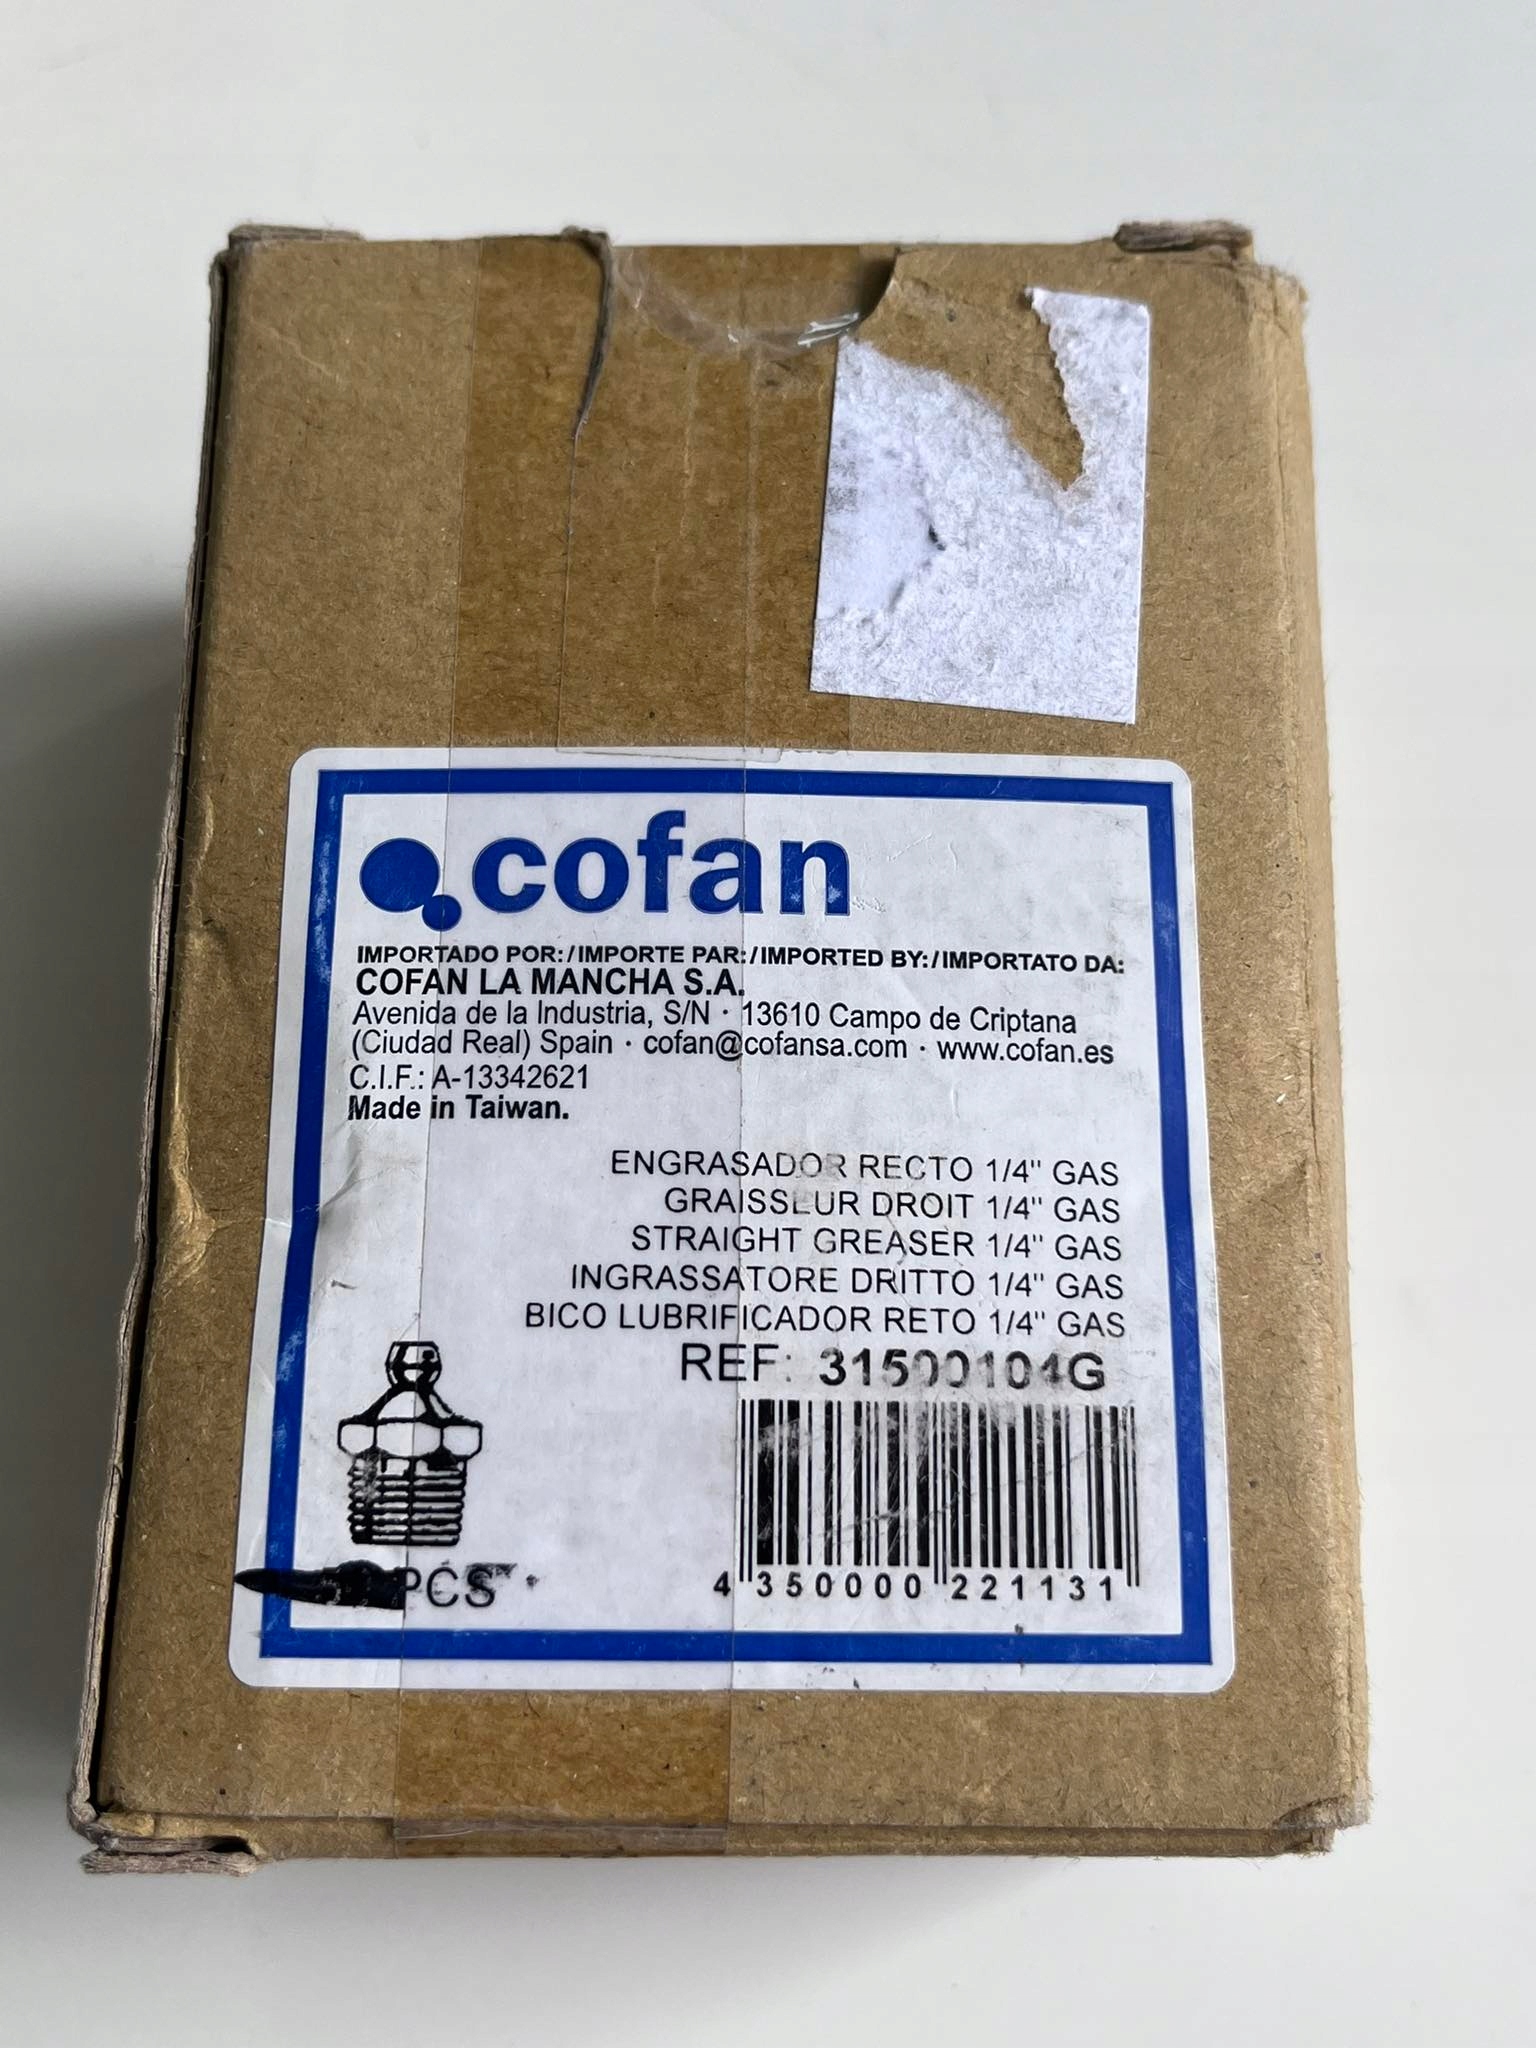 cofan
IMPORTADO POR:/IMPORTE PAR:/IMPORTED BY:/IMPORTATO DA:
COFAN LA MANCHA S.A.
Avenida de la Industria, S/N · 13610 Campo de Criptana
(Ciudad Real) Spain · cofan@cofansa.com · www.cofan.es
C.I.F.: A-13342621
Made in Taiwan.
ENGRASADOR RECTO 1/4" GAS
GRAISSEUR DROIT 1/4" GAS
STRAIGHT GREASER 1/4" GAS
INGRASSATORE DRITTO 1/4" GAS
BICO LUBRIFICADOR RETO 1/4" GAS
REF: 31500104G
PCS
4 350000 221131